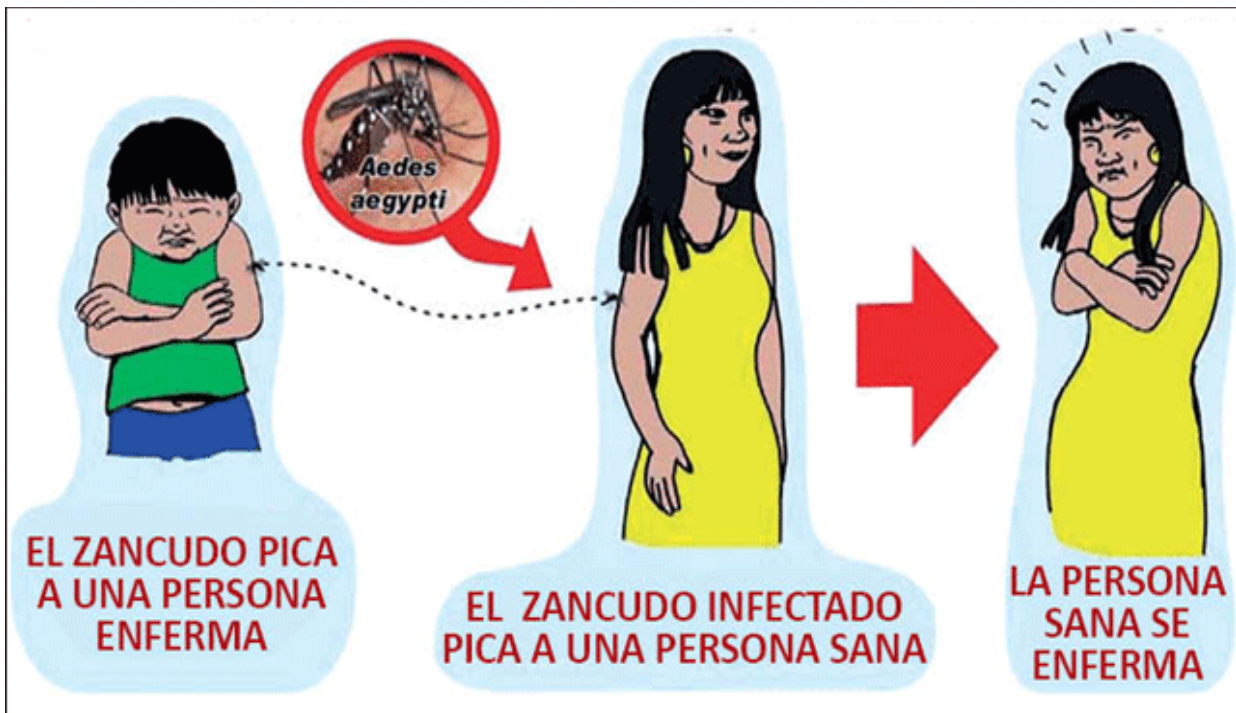 Aedes
aegypti
EL ZANCUDO PICA
A UNA PERSONA
ENFERMA
EL ZANCUDO INFECTADO
PICA A UNA PERSONA SANA
LA PERSONA
SANA SE
ENFERMA